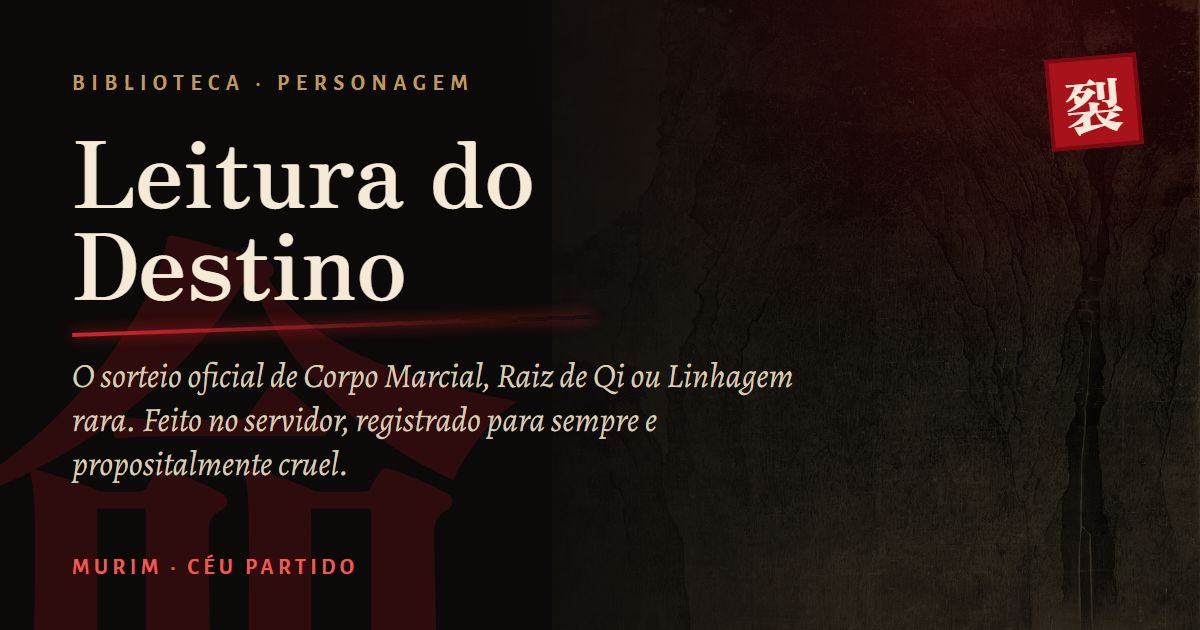 BIBLIOTECA · PERSONAGEM
裂
Leitura do
Destino
O sorteio oficial de Corpo Marcial, Raiz de Qi ou Linhagem
rara. Feito no servidor, registrado para sempre e
propositalmente cruel.
MURIM · CÉU PARTIDO